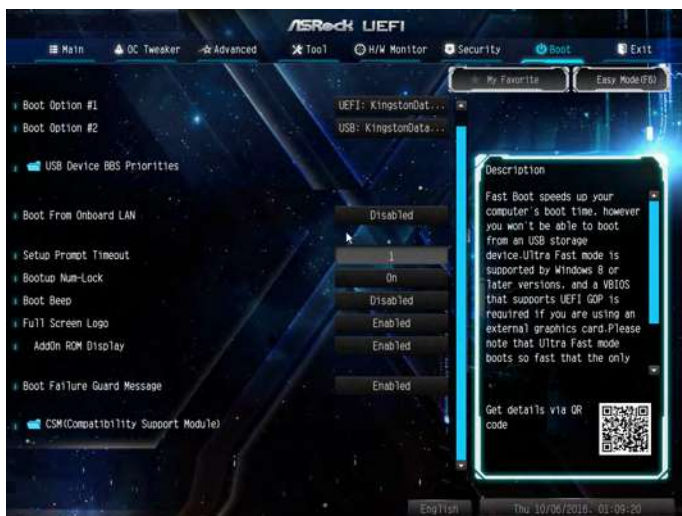 ASRock UEFI
Main OC Tweaker Advanced Tool H/W Monitor Security Boot Exit
My Favorite Easy Mode(F6)
Boot Option #1 UEFI: KingstonDat...
Boot Option #2 USB: KingstonData...
USB Device BBS Priorities
Boot From Onboard LAN Disabled
Setup Prompt Timeout 1
Bootup Num-Lock On
Boot Beep Disabled
Full Screen Logo Enabled
AddOn ROM Display Enabled
Boot Failure Guard Message Enabled
CSM(Compatibility Support Module)
Description
Fast Boot speeds up your
computer's boot time, however
you won't be able to boot
from an USB storage
device.Ultra Fast mode is
supported by Windows 8 or
later versions, and a VBIOS
that supports UEFI GOP is
required if you are using an
external graphics card.Please
note that Ultra Fast mode
boots so fast that the only
Get details via QR
code
English Thu 10/06/2016, 01:09:20